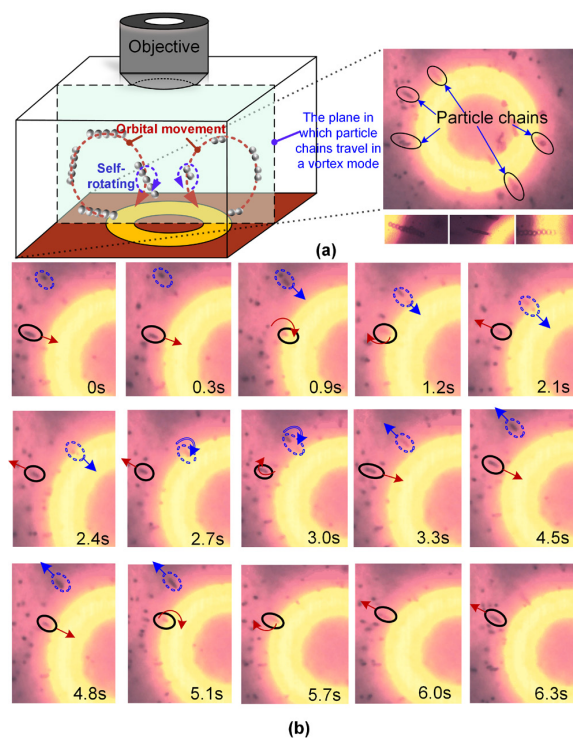 Objective
Orbital movement
Self-
rotating
The plane in
which particle
chains travel in
a vortex mode
Particle chains
(a)
0s
0.3s
0.9s
1.2s
2.1s
2.4s
2.7s
3.0s
3.3s
4.5s
4.8s
5.1s
5.7s
6.0s
6.3s
(b)